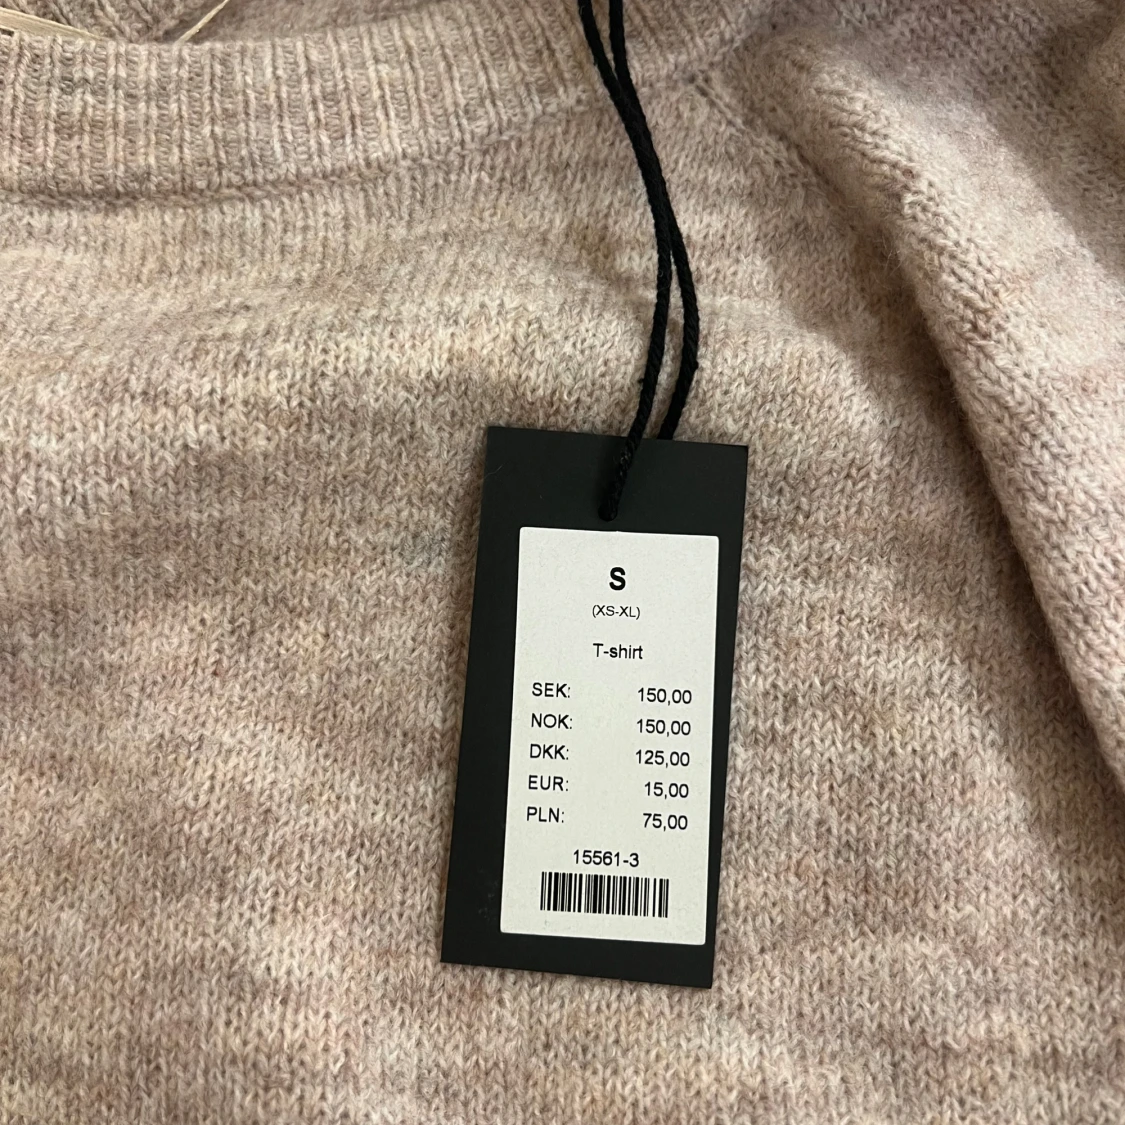 S
(XS-XL)
T-shirt
SEK: 150,00
NOK: 150,00
DKK: 125,00
EUR: 15,00
PLN: 75,00
15561-3